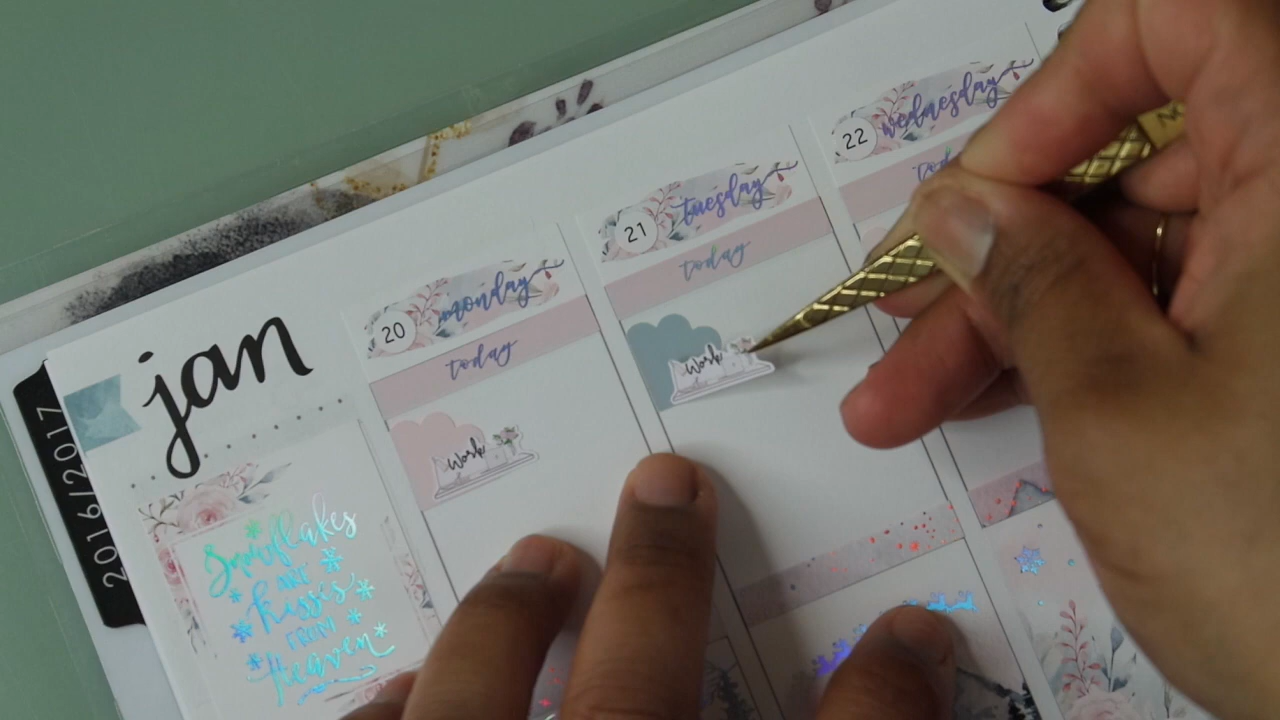 jan
2016/2017
20 monday
today
Work
21 tuesday
today
Work
22 wednesday
Snowflakes
ARE
Kisses
FROM
Heaven